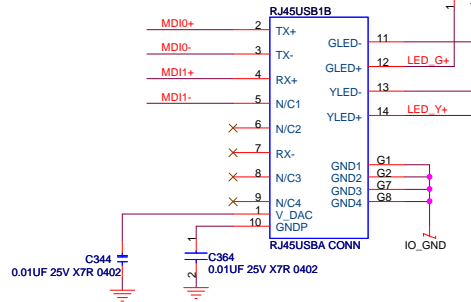 RJ45USB1B
MDI0+ 2 TX+
MDI0- 3 TX-
MDI1+ 4 RX+
MDI1- 5 N/C1
6 N/C2
7 RX-
8 N/C3
9 N/C4
1 V_DAC
10 GNDP
GLED- 11
GLED+ 12 LED_G+
YLED- 13
YLED+ 14 LED_Y+
GND1 G1
GND2 G2
GND3 G7
GND4 G8
RJ45USBA CONN
IO_GND
C344
0.01UF 25V X7R 0402
1
C364
0.01UF 25V X7R 0402
2
1